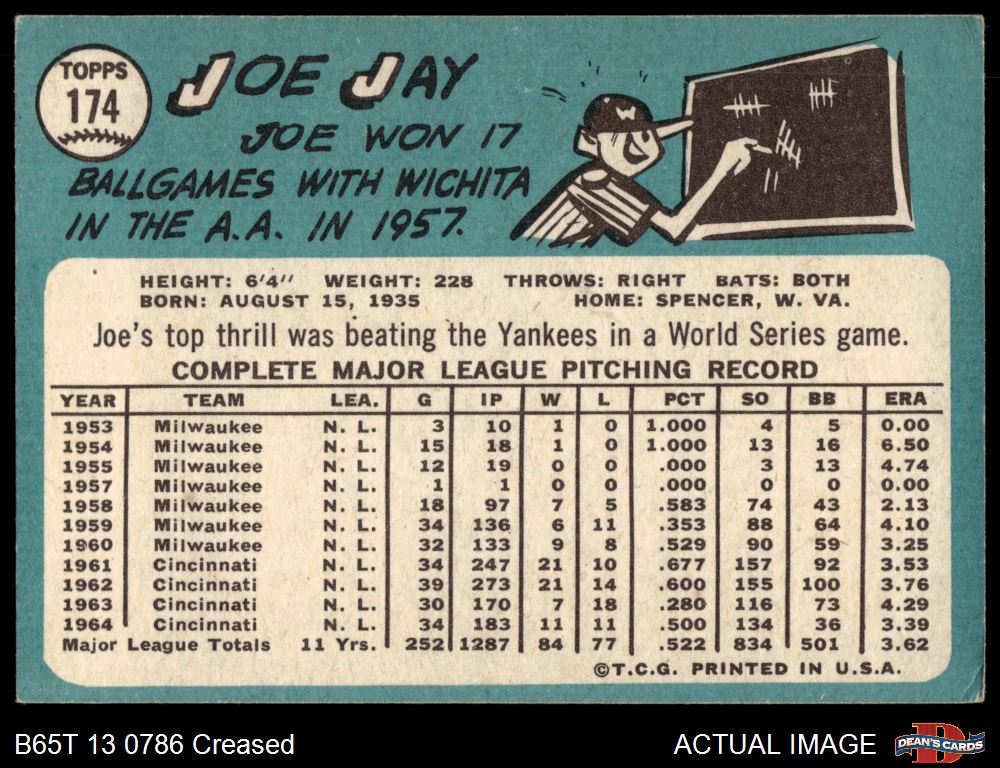 TOPPS
174
JOE JAY
JOE WON 17
BALLGAMES WITH WICHITA
IN THE A.A. IN 1957.
W
HEIGHT: 6'4" WEIGHT: 228 THROWS: RIGHT BATS: BOTH
BORN: AUGUST 15, 1935 HOME: SPENCER, W. VA.
Joe's top thrill was beating the Yankees in a World Series game.
COMPLETE MAJOR LEAGUE PITCHING RECORD
YEAR TEAM LEA. G IP W L PCT SO BB ERA
1953 Milwaukee N. L. 3 10 1 0 1.000 4 5 0.00
1954 Milwaukee N. L. 15 18 1 0 1.000 13 16 6.50
1955 Milwaukee N. L. 12 19 0 0 .000 3 13 4.74
1957 Milwaukee N. L. 1 1 0 0 .000 0 0 0.00
1958 Milwaukee N. L. 18 97 7 5 .583 74 43 2.13
1959 Milwaukee N. L. 34 136 6 11 .353 88 64 4.10
1960 Milwaukee N. L. 32 133 9 8 .529 90 59 3.25
1961 Cincinnati N. L. 34 247 21 10 .677 157 92 3.53
1962 Cincinnati N. L. 39 273 21 14 .600 155 100 3.76
1963 Cincinnati N. L. 30 170 7 18 .280 116 73 4.29
1964 Cincinnati N. L. 34 183 11 11 .500 134 36 3.39
Major League Totals 11 Yrs. 252 1287 84 77 .522 834 501 3.62
©T.C.G. PRINTED IN U.S.A.
B65T 13 0786 Creased
ACTUAL IMAGE
D
DEAN'S CARDS